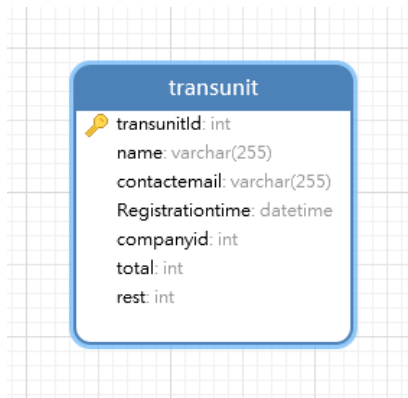 transunit
transunitId: int
name: varchar(255)
contactemail: varchar(255)
Registrationtime: datetime
companyid: int
total: int
rest: int